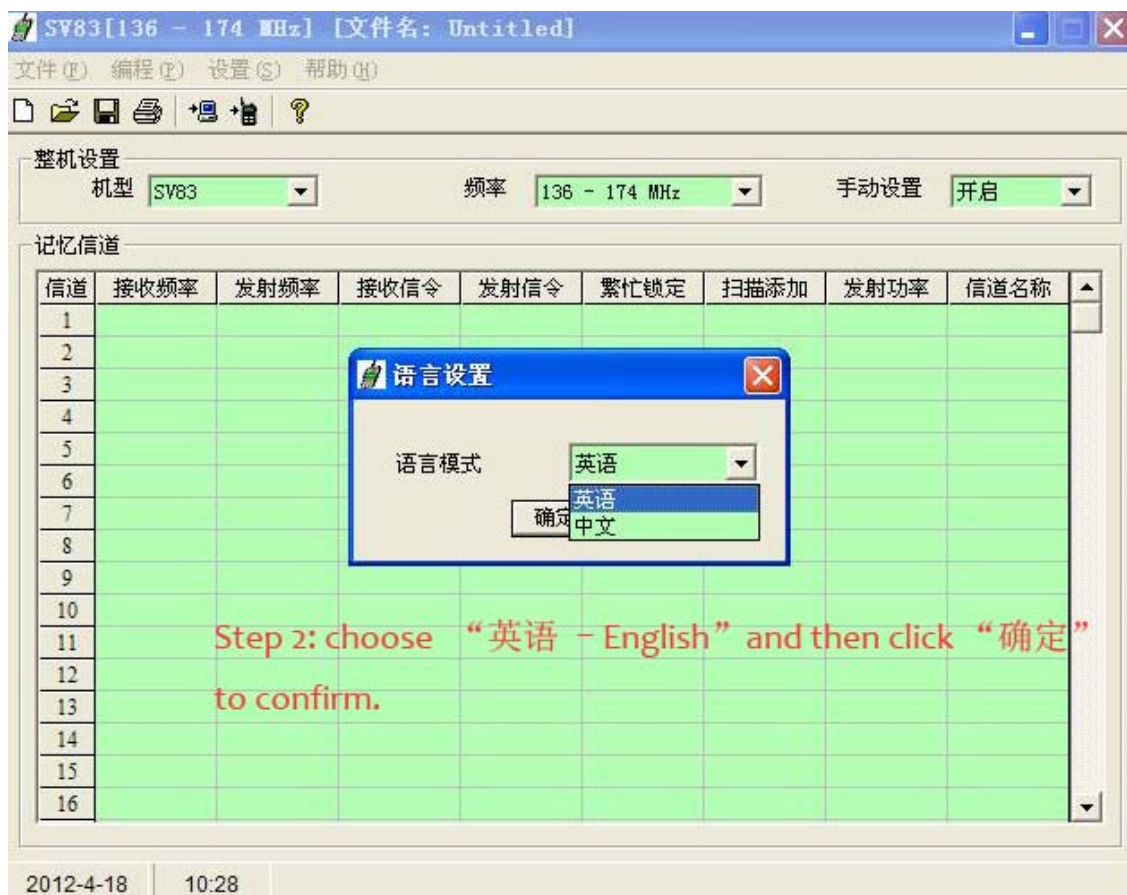 SV83[136 - 174 MHz] [文件名: Untitled]
文件(F) 编程(P) 设置(S) 帮助(H)
整机设置
机型 SV83 频率 136 - 174 MHz 手动设置 开启
记忆信道
信道 接收频率 发射频率 接收信令 发射信令 繁忙锁定 扫描添加 发射功率 信道名称
1
2
3
4
5
6
7
8
9
10
11
12
13
14
15
16
语言设置
语言模式 英语
英语
确定
中文
Step 2: choose “英语 - English” and then click “确定”
to confirm.
2012-4-18 10:28